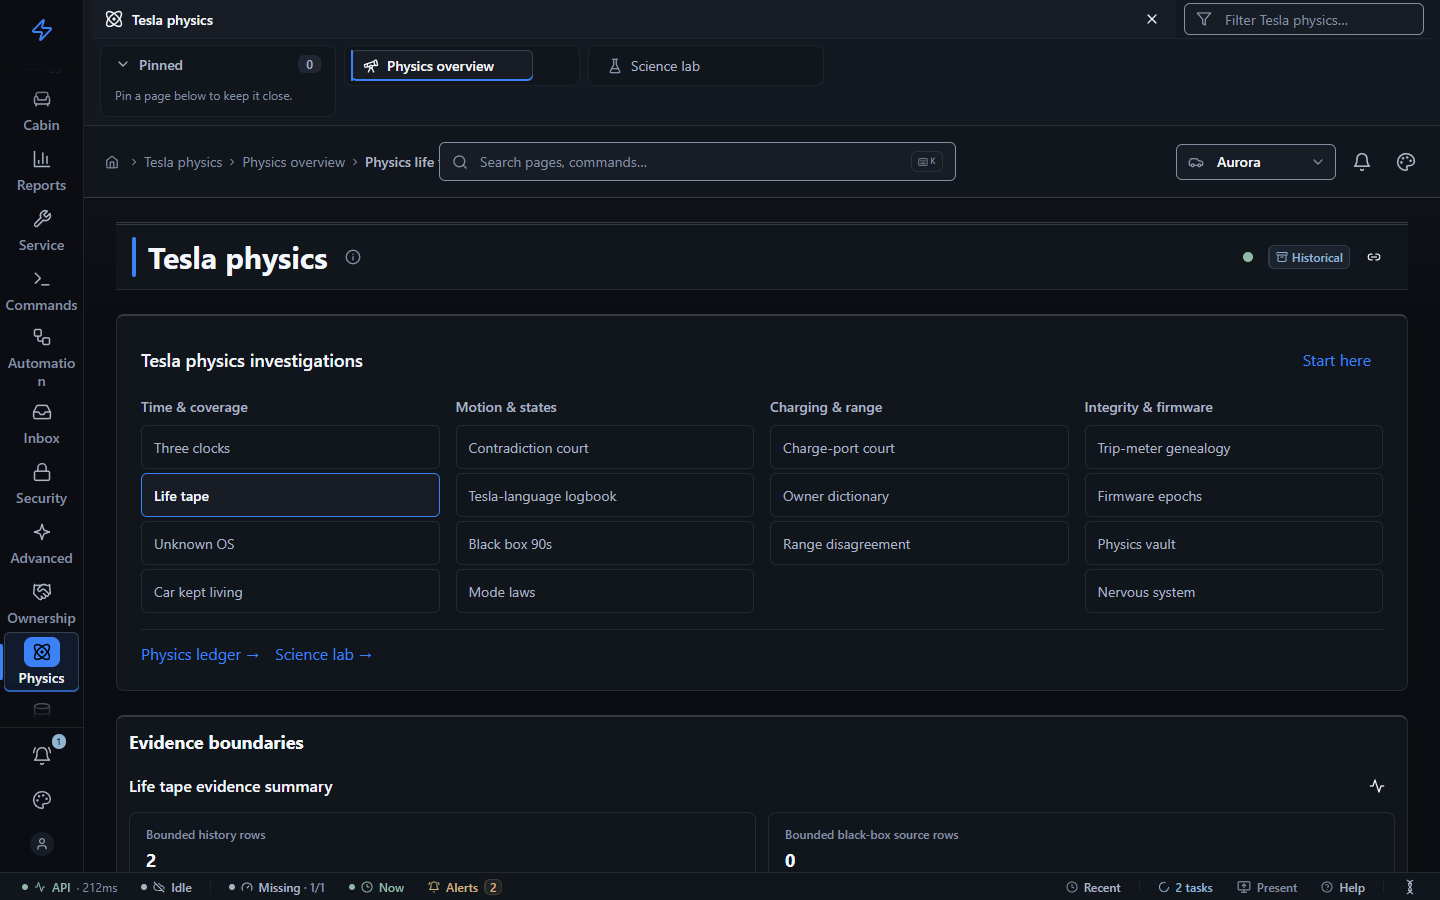 Tesla physics
Filter Tesla physics...
Pinned
0
Pin a page below to keep it close.
Physics overview
Science lab
Cabin
Reports
Service
Commands
Automatio
n
Inbox
Security
Advanced
Ownership
Physics
1
Tesla physics
Physics overview
Physics life
Search pages, commands...
K
Aurora
Tesla physics
Historical
Tesla physics investigations
Start here
Time & coverage
Three clocks
Life tape
Unknown OS
Car kept living
Motion & states
Contradiction court
Tesla-language logbook
Black box 90s
Mode laws
Charging & range
Charge-port court
Owner dictionary
Range disagreement
Integrity & firmware
Trip-meter genealogy
Firmware epochs
Physics vault
Nervous system
Physics ledger →
Science lab →
Evidence boundaries
Life tape evidence summary
Bounded history rows
2
Bounded black-box source rows
0
API · 212ms
Idle
Missing · 1/1
Now
Alerts 2
Recent
2 tasks
Present
Help